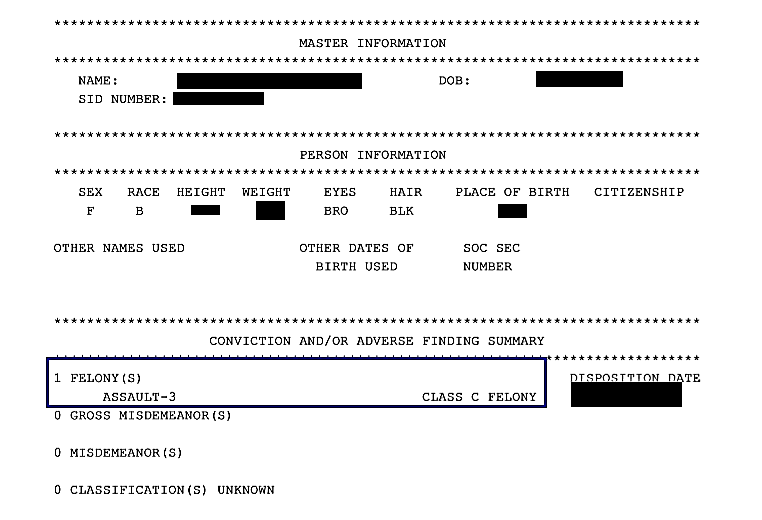 *******************************************************************************
MASTER INFORMATION
*******************************************************************************
NAME: DOB:
SID NUMBER:
*******************************************************************************
PERSON INFORMATION
*******************************************************************************
SEX RACE HEIGHT WEIGHT EYES HAIR PLACE OF BIRTH CITIZENSHIP
F B BRO BLK
OTHER NAMES USED OTHER DATES OF SOC SEC
BIRTH USED NUMBER
*******************************************************************************
CONVICTION AND/OR ADVERSE FINDING SUMMARY
*******************************************************************************
1 FELONY(S) DISPOSITION DATE
ASSAULT-3 CLASS C FELONY
0 GROSS MISDEMEANOR(S)
0 MISDEMEANOR(S)
0 CLASSIFICATION(S) UNKNOWN